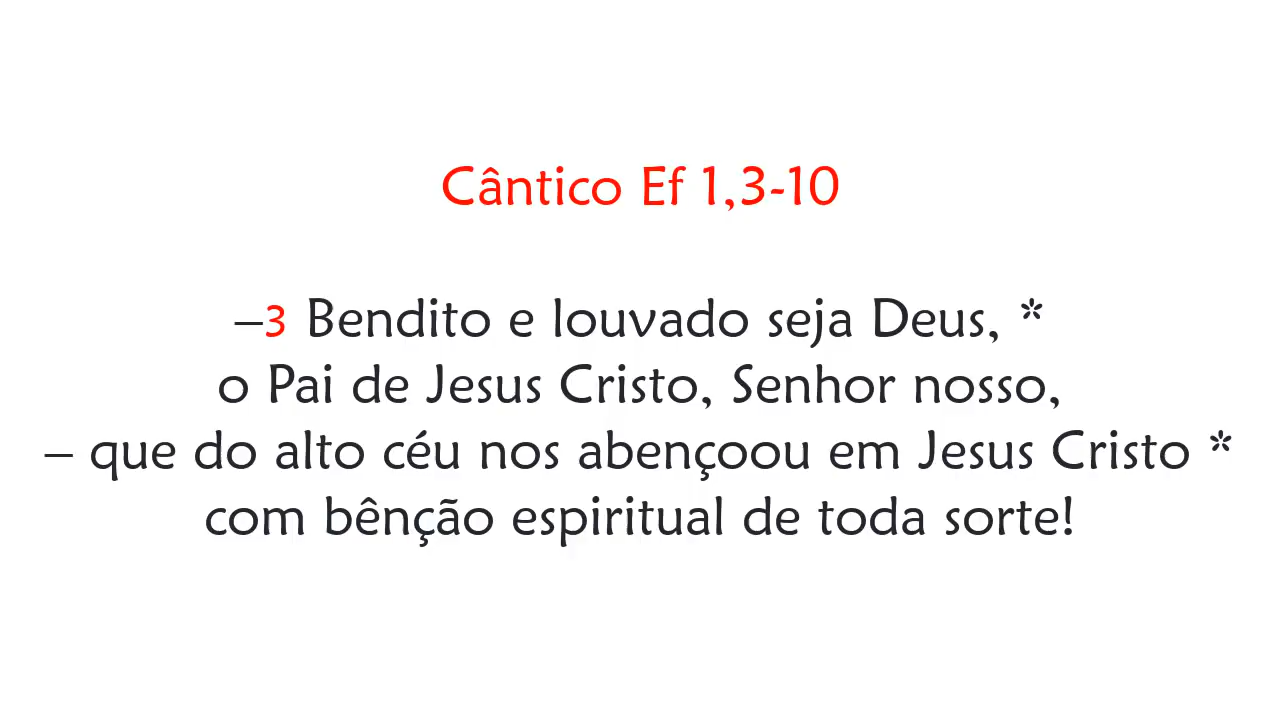 Cântico Ef 1,3-10
–3 Bendito e louvado seja Deus, *
o Pai de Jesus Cristo, Senhor nosso,
– que do alto céu nos abençoou em Jesus Cristo *
com bênção espiritual de toda sorte!